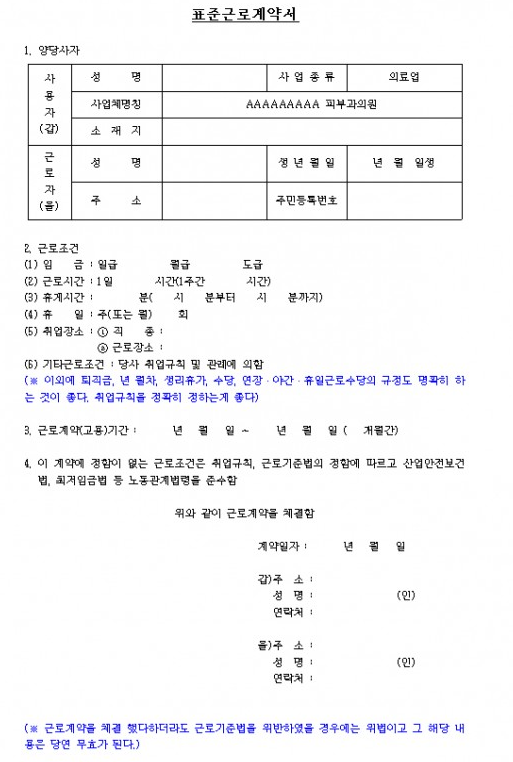 표준근로계약서
1. 양당사자
사용자(갑)
성 명 사 업 종 류 의료업
사업체명칭 AAAAAAAAA 피부과의원
소 재 지
근로자(을)
성 명 생 년 월 일 년 월 일생
주 소 주민등록번호
2. 근로조건
(1) 임 금 : 일급 월급 도급
(2) 근로시간 : 1일 시간(1주간 시간)
(3) 휴게시간 : 분( 시 분부터 시 분까지)
(4) 휴 일 : 주(또는 월) 회
(5) 취업장소 : ① 직 종 :
② 근로장소 :
(6) 기타근로조건 : 당사 취업규칙 및 관례에 의함
(※ 이외에 퇴직금, 년 월차, 생리휴가, 수당, 연장·야간·휴일근로수당의 규정도 명확히 하
는 것이 좋다. 취업규칙을 정확히 정하는게 좋다)
3. 근로계약(고용)기간 : 년 월 일 ~ 년 월 일 ( 개월간)
4. 이 계약에 정함이 없는 근로조건은 취업규칙, 근로기준법의 정함에 따르고 산업안전보건
법, 최저임금법 등 노동관계법령을 준수함
위와 같이 근로계약을 체결함
계약일자 : 년 월 일
갑)주 소 :
성 명 : (인)
연락처 :
을)주 소 :
성 명 : (인)
연락처 :
(※ 근로계약을 체결 했다하더라도 근로기준법을 위반하였을 경우에는 위법이고 그 해당 내
용은 당연 무효가 된다.)